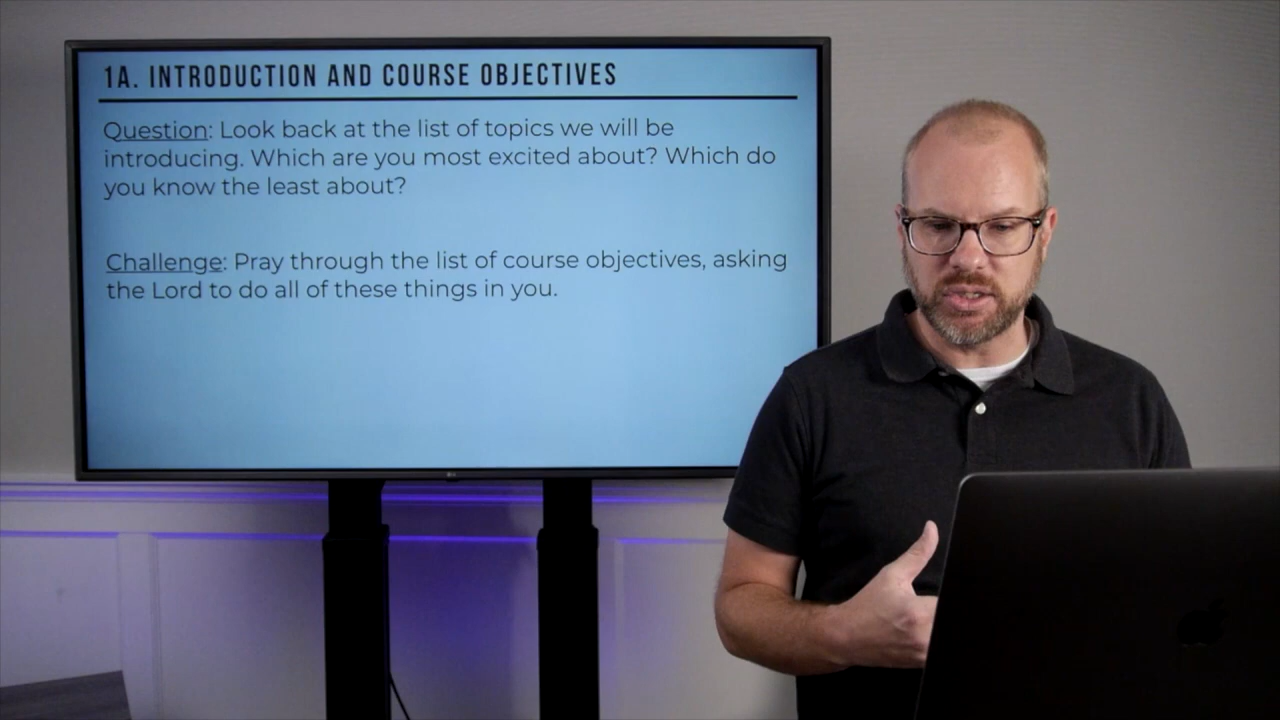 1A. INTRODUCTION AND COURSE OBJECTIVES
Question: Look back at the list of topics we will be
introducing. Which are you most excited about? Which do
you know the least about?
Challenge: Pray through the list of course objectives, asking
the Lord to do all of these things in you.